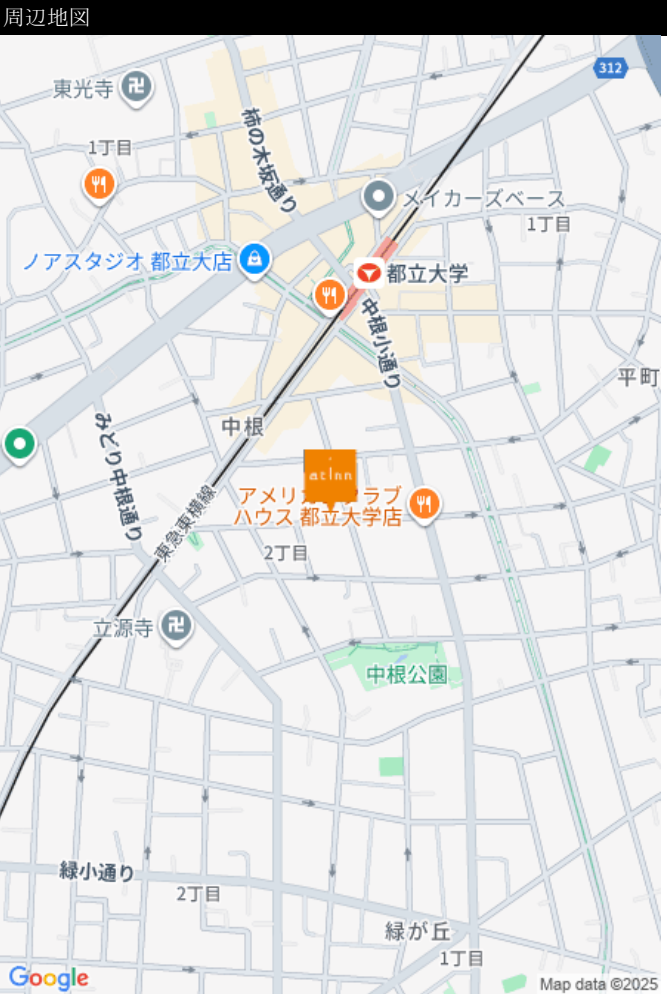 周辺地図
312
東光寺
柿の木坂通り
1丁目
メイカーズベース
1丁目
ノアスタジオ 都立大店
都立大学
中根小通り
平町
中根
みどり中根通り
atInn
東急東横線
ハウス 都立大学店
2丁目
立源寺
中根公園
緑小通り
2丁目
緑が丘
1丁目
Google
Map data ©2025